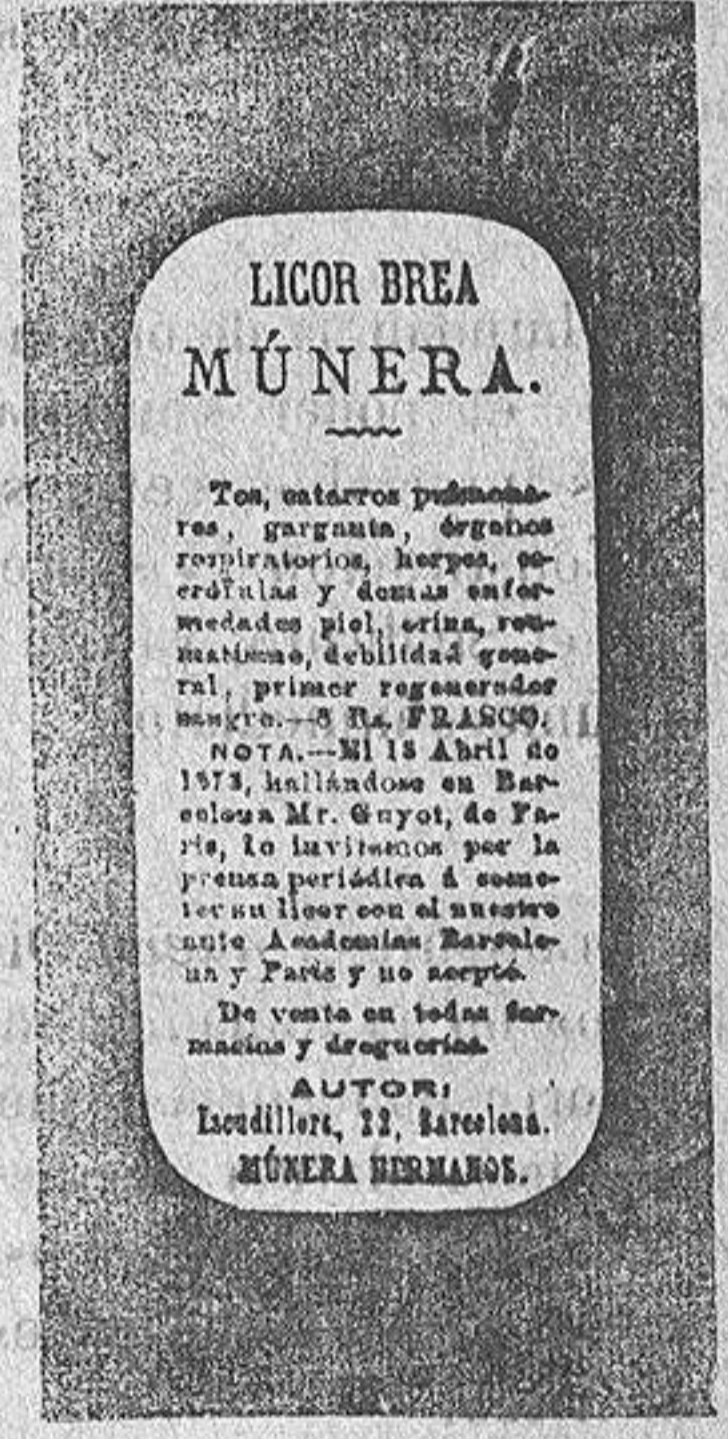 LICOR BREA
MÚNERA.
Tos, catarros pulmona-
res, garganta, órganos
respiratorios, herpes, es-
crófulas y demas enfer-
medades piel, orina, reu-
matismo, debilidad gene-
ral, primer regenerador
sangre.—8 Rs. FRASCO.
NOTA.—El 15 Abril de
1878, hallándose en Bar-
celona Mr. Guyot, de Pa-
ris, lo invitamos por la
prensa periódica á some-
ter su licor con el nuestro
ante Academias Barcelo-
na y Paris y no aceptó.
De venta en todas far-
macias y droguerías.
AUTOR:
Escudillers, 22, Barcelona.
MÚNERA HERMANOS.